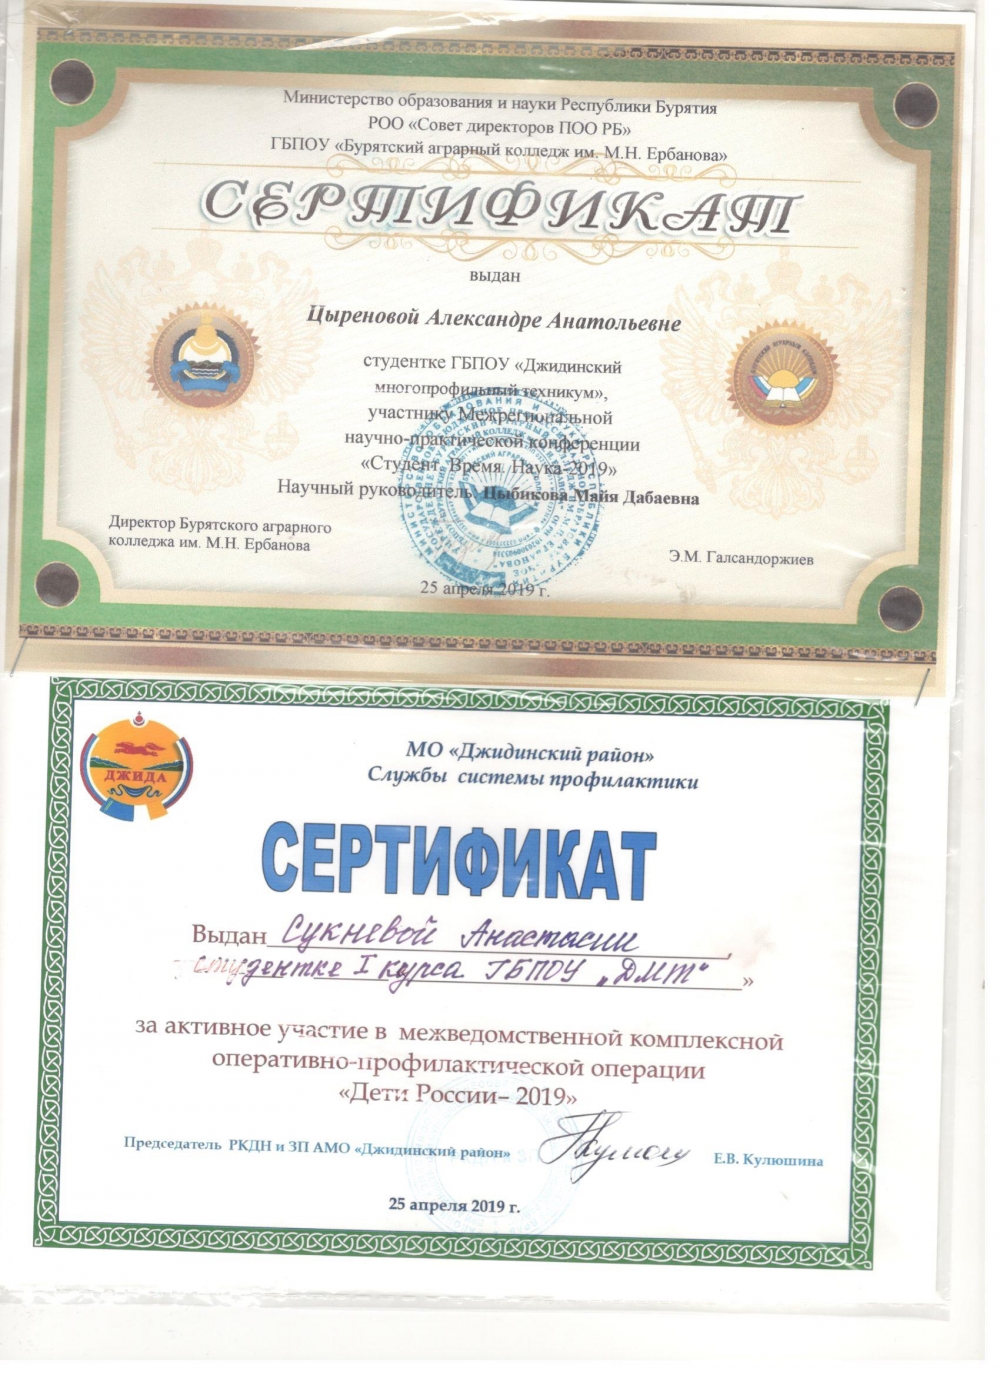 Министерство образования и науки Республики Бурятия
РОО «Совет директоров ПОО РБ»
ГБПОУ «Бурятский аграрный колледж им. М.Н. Ербанова»
СЕРТИФИКАТ
выдан
Цыреновой Александре Анатольевне
студентке ГБПОУ «Джидинский
многопрофильный техникум»,
участнику Межрегиональной
научно-практической конференции
«Студент. Время. Наука-2019»
Научный руководитель Цыбикова Майя Дабаевна
Директор Бурятского аграрного
колледжа им. М.Н. Ербанова
Э.М. Галсандоржиев
25 апреля 2019 г.
ДЖИДА
МО «Джидинский район»
Службы системы профилактики
СЕРТИФИКАТ
Выдан Сукневой Анастасии,
студентке I курса ГБПОУ „ДМТ“»
за активное участие в межведомственной комплексной
оперативно-профилактической операции
«Дети России– 2019»
Председатель РКДН и ЗП АМО «Джидинский район»
Е.В. Кулюшина
25 апреля 2019 г.